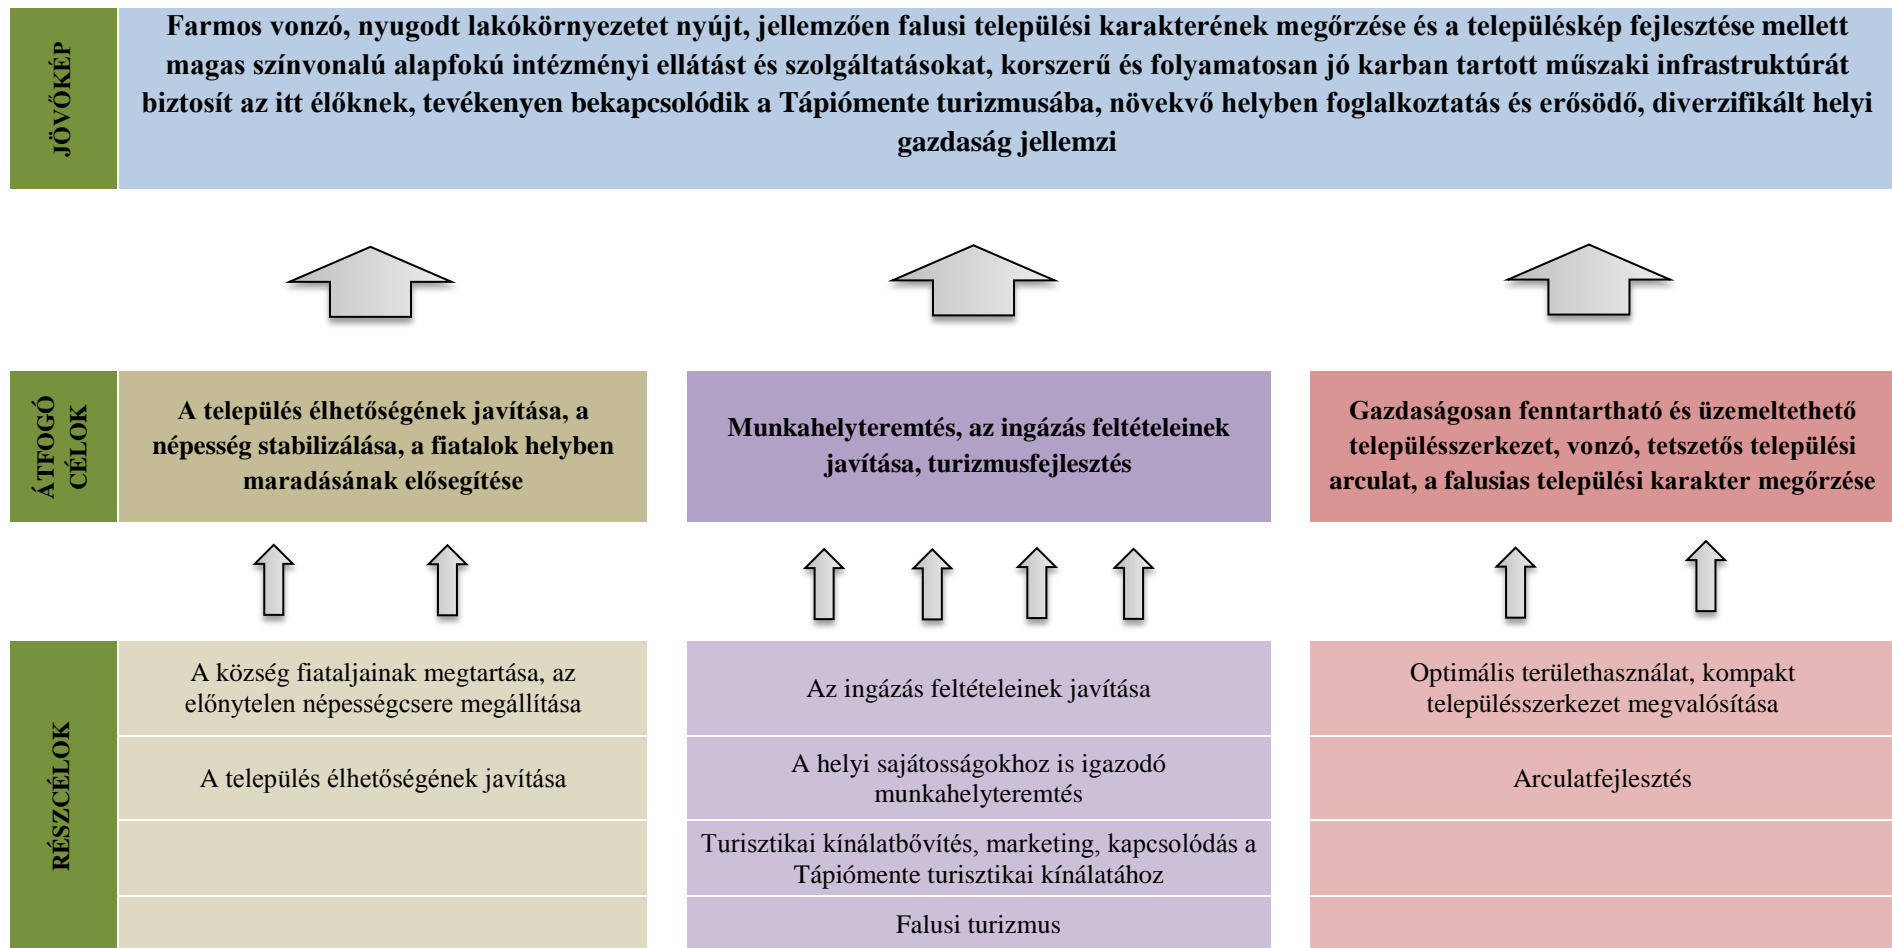 JÖVŐKÉP
Farmos vonzó, nyugodt lakókörnyezetet nyújt, jellemzően falusi települési karakterének megőrzése és a településkép fejlesztése mellett
magas színvonalú alapfokú intézményi ellátást és szolgáltatásokat, korszerű és folyamatosan jó karban tartott műszaki infrastruktúrát
biztosít az itt élőknek, tevékenyen bekapcsolódik a Tápiómente turizmusába, növekvő helyben foglalkoztatás és erősödő, diverzifikált helyi
gazdaság jellemzi
ÁTFOGÓ
CÉLOK
A település élhetőségének javítása, a
népesség stabilizálása, a fiatalok helyben
maradásának elősegítése
Munkahelyteremtés, az ingázás feltételeinek
javítása, turizmusfejlesztés
Gazdaságosan fenntartható és üzemeltethető
településszerkezet, vonzó, tetszetős települési
arculat, a falusias települési karakter megőrzése
RÉSZCÉLOK
A község fiataljainak megtartása, az
előnytelen népességcsere megállítása
Az ingázás feltételeinek javítása
Optimális területhasználat, kompakt
településszerkezet megvalósítása
A település élhetőségének javítása
A helyi sajátosságokhoz is igazodó
munkahelyteremtés
Arculatfejlesztés
Turisztikai kínálatbővítés, marketing, kapcsolódás a
Tápiómente turisztikai kínálatához
Falusi turizmus